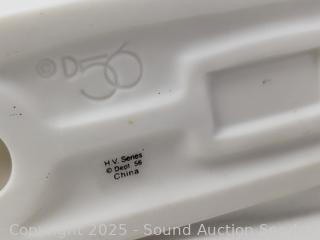 © D56
H.V. Series
© Dept. 56
China
Copyright 2025 - Sound Auction Se